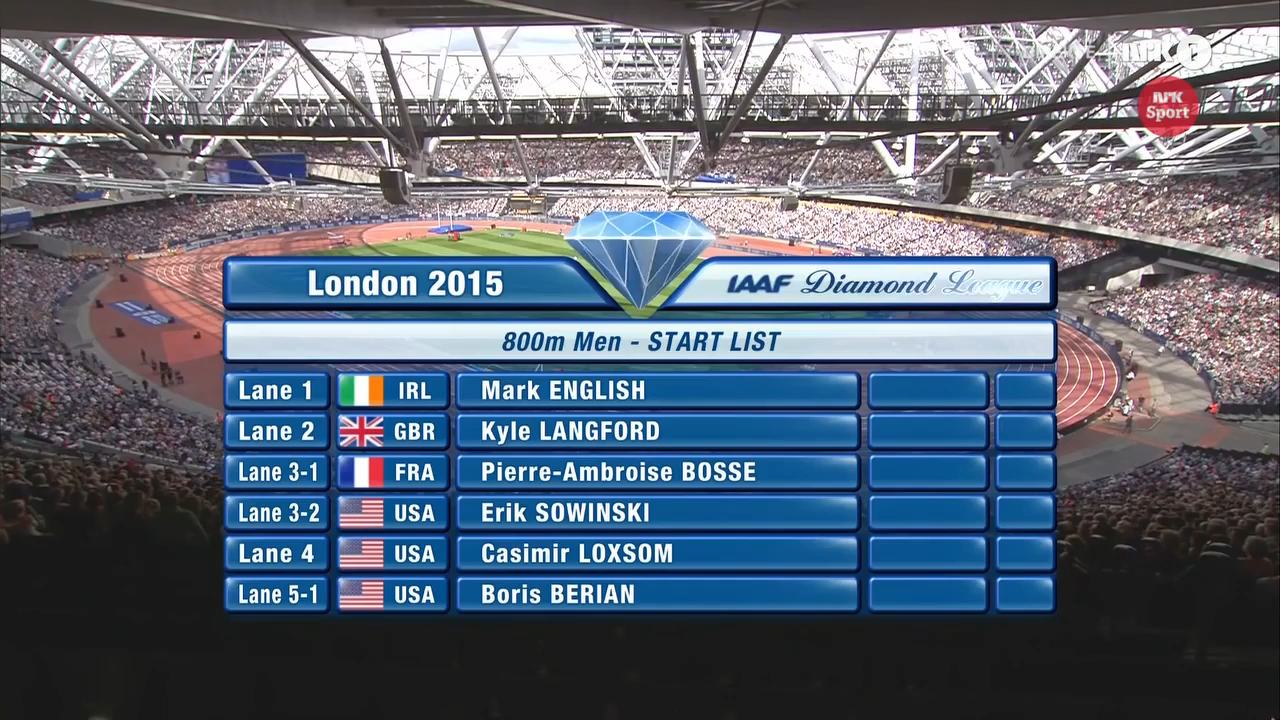 NRK
Sport
London 2015
IAAF Diamond League
800m Men - START LIST
Lane 1 IRL Mark ENGLISH
Lane 2 GBR Kyle LANGFORD
Lane 3-1 FRA Pierre-Ambroise BOSSE
Lane 3-2 USA Erik SOWINSKI
Lane 4 USA Casimir LOXSOM
Lane 5-1 USA Boris BERIAN